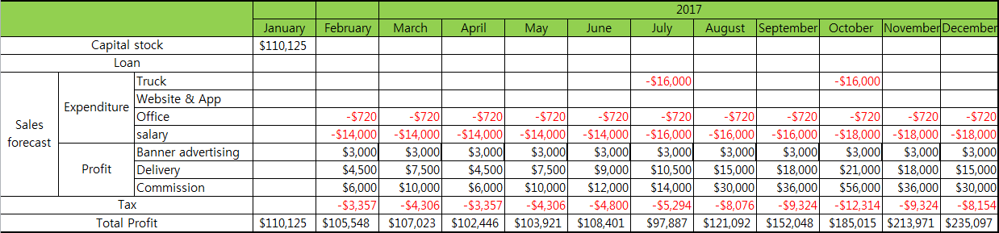 2017
January February March April May June July August September October November December
Capital stock $110,125
Loan
Truck -$16,000 -$16,000
Website & App
Expenditure
Office -$720 -$720 -$720 -$720 -$720 -$720 -$720 -$720 -$720 -$720 -$720
salary -$14,000 -$14,000 -$14,000 -$14,000 -$14,000 -$16,000 -$16,000 -$16,000 -$18,000 -$18,000 -$18,000
Sales
forecast
Banner advertising $3,000 $3,000 $3,000 $3,000 $3,000 $3,000 $3,000 $3,000 $3,000 $3,000 $3,000
Profit Delivery $4,500 $7,500 $4,500 $7,500 $9,000 $10,500 $15,000 $18,000 $21,000 $18,000 $15,000
Commission $6,000 $10,000 $6,000 $10,000 $12,000 $14,000 $30,000 $36,000 $56,000 $36,000 $30,000
Tax -$3,357 -$4,306 -$3,357 -$4,306 -$4,800 -$5,294 -$8,076 -$9,324 -$12,314 -$9,324 -$8,154
Total Profit $110,125 $105,548 $107,023 $102,446 $103,921 $108,401 $97,887 $121,092 $152,048 $185,015 $213,971 $235,097